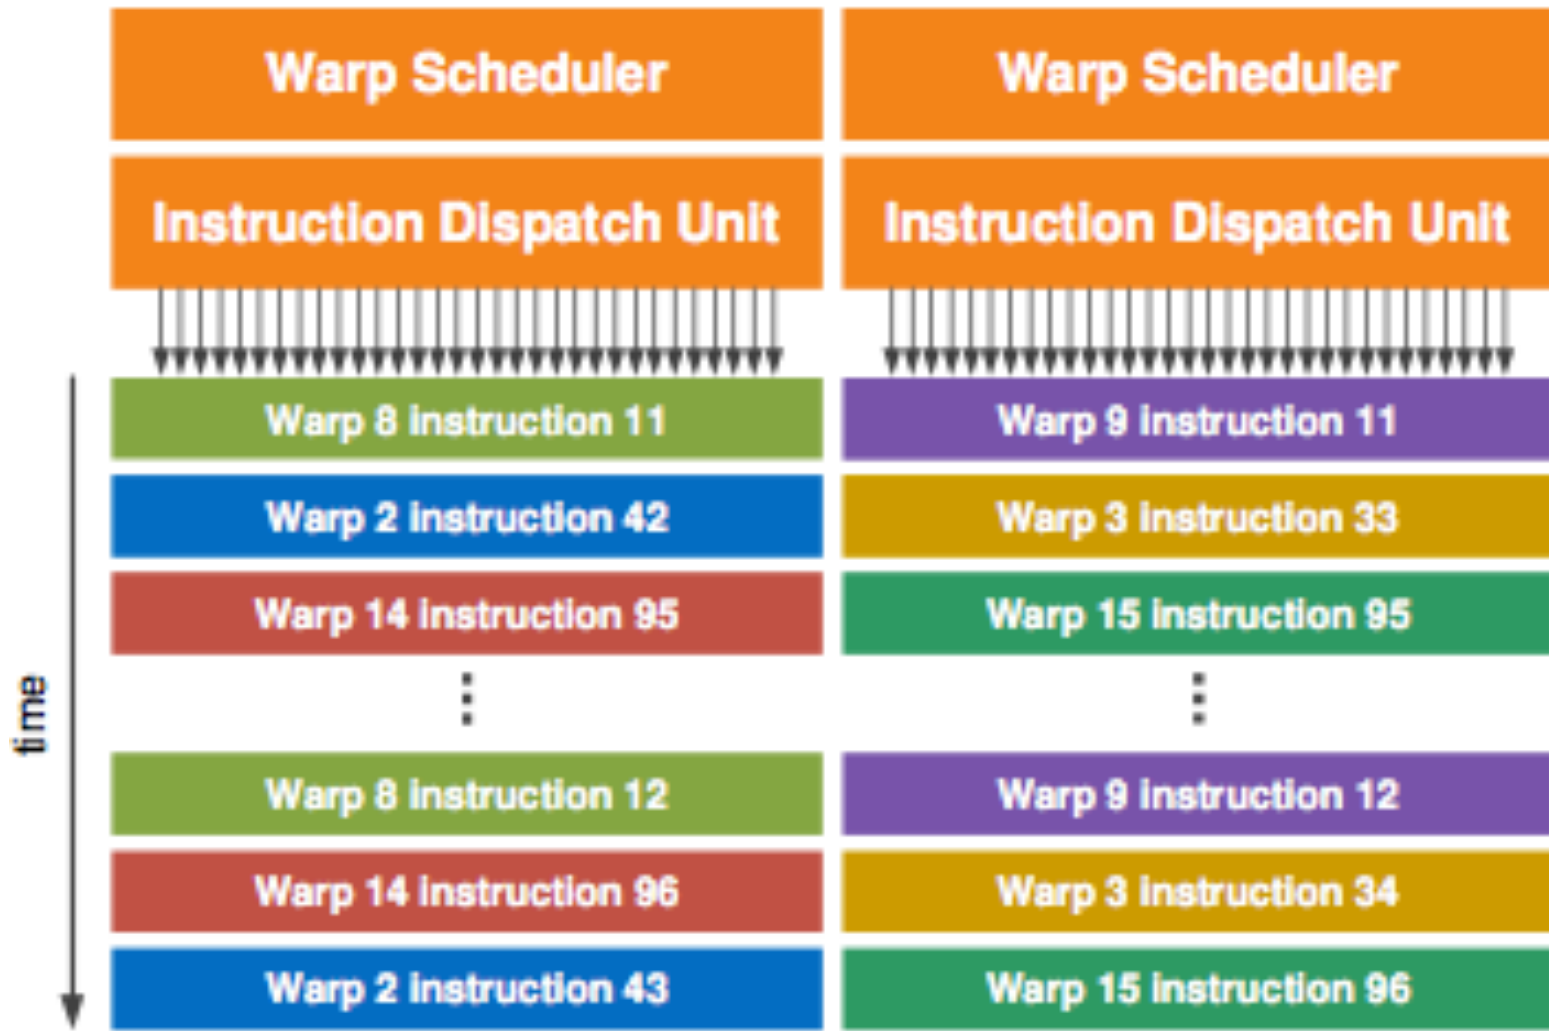 Warp Scheduler
Warp Scheduler
Instruction Dispatch Unit
Instruction Dispatch Unit
time
Warp 8 instruction 11
Warp 9 instruction 11
Warp 2 instruction 42
Warp 3 instruction 33
Warp 14 instruction 95
Warp 15 instruction 95
Warp 8 instruction 12
Warp 9 instruction 12
Warp 14 instruction 96
Warp 3 instruction 34
Warp 2 instruction 43
Warp 15 instruction 96